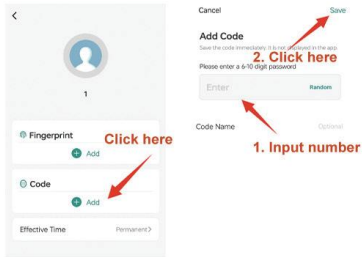 1
Fingerprint
Add
Click here
Code
Add
Effective Time
Permanent>
Cancel
Save
Add Code
Save the code immediately. It is not displayed in the app
2. Click here
Please enter a 6-10 digit password
Enter
Random
Code Name
Optional
1. Input number